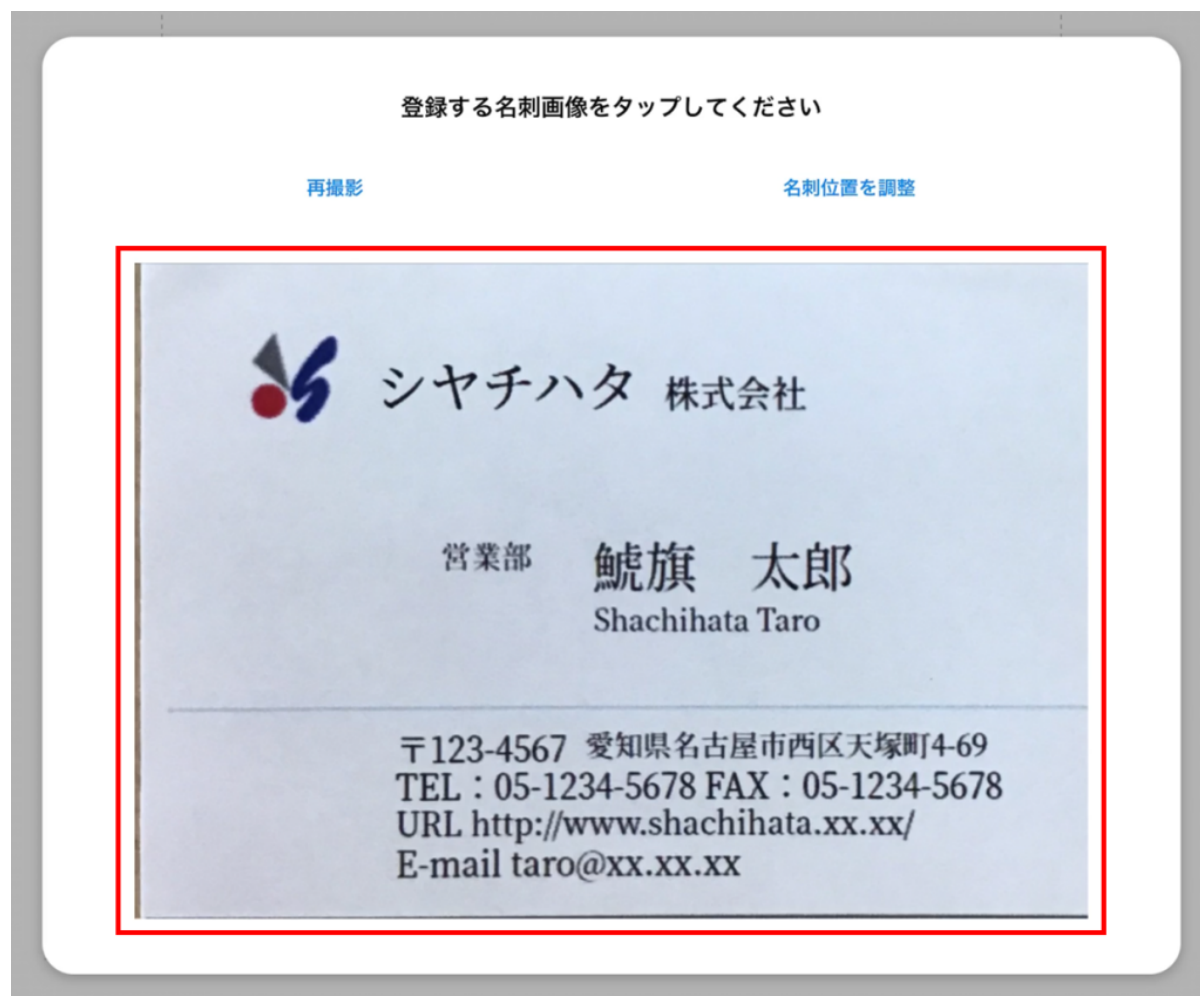 登録する名刺画像をタップしてください
再撮影 名刺位置を調整
シヤチハタ 株式会社
営業部 鯱旗 太郎
Shachihata Taro
〒123-4567 愛知県名古屋市西区天塚町4-69
TEL：05-1234-5678 FAX：05-1234-5678
URL http://www.shachihata.xx.xx/
E-mail taro@xx.xx.xx